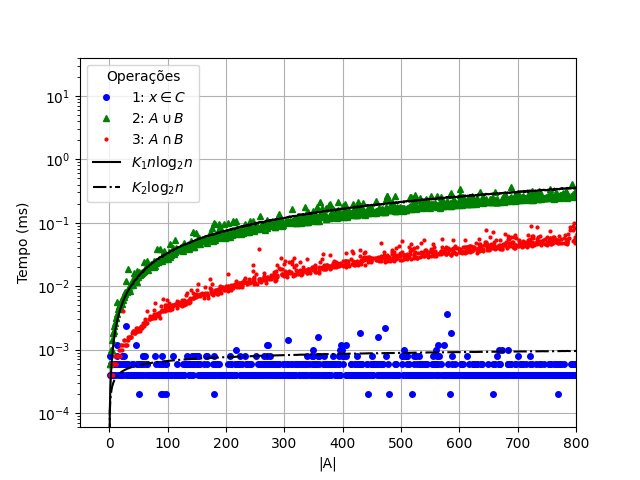 Operações
1: x ∈ C
2: A ∪ B
3: A ∩ B
K₁nlog₂n
K₂log₂n
10¹
10⁰
10⁻¹
10⁻²
10⁻³
10⁻⁴
Tempo (ms)
0 100 200 300 400 500 600 700 800
|A|